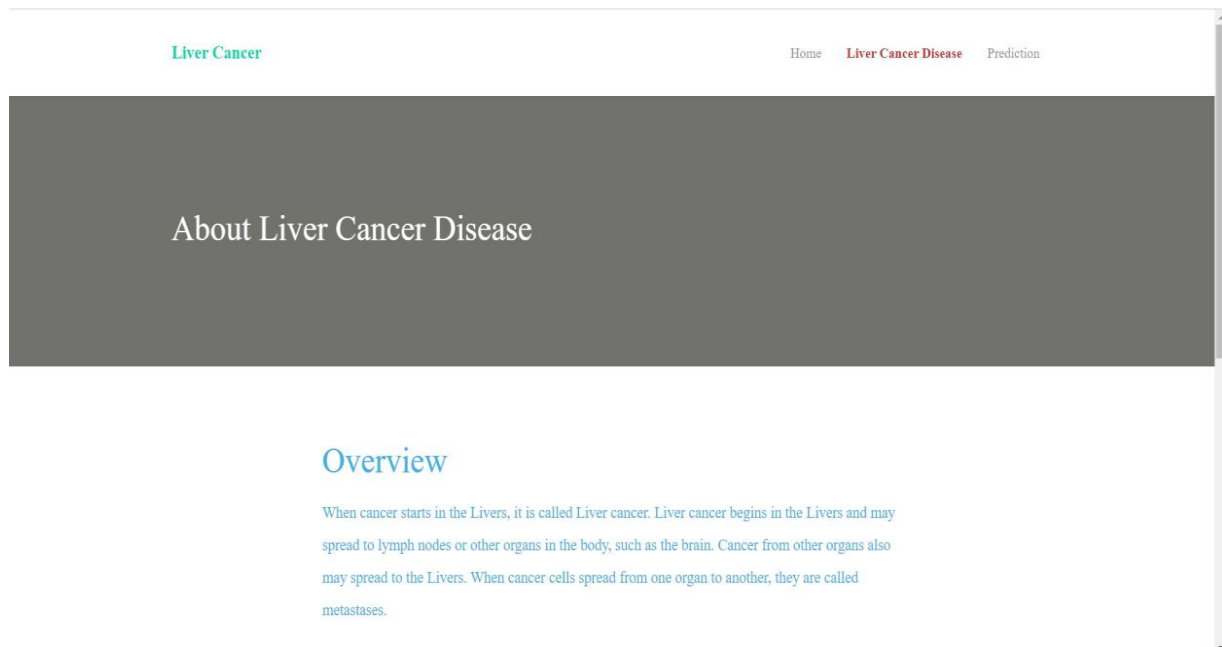 Liver Cancer
Home Liver Cancer Disease Prediction
About Liver Cancer Disease
Overview
When cancer starts in the Livers, it is called Liver cancer. Liver cancer begins in the Livers and may
spread to lymph nodes or other organs in the body, such as the brain. Cancer from other organs also
may spread to the Livers. When cancer cells spread from one organ to another, they are called
metastases.